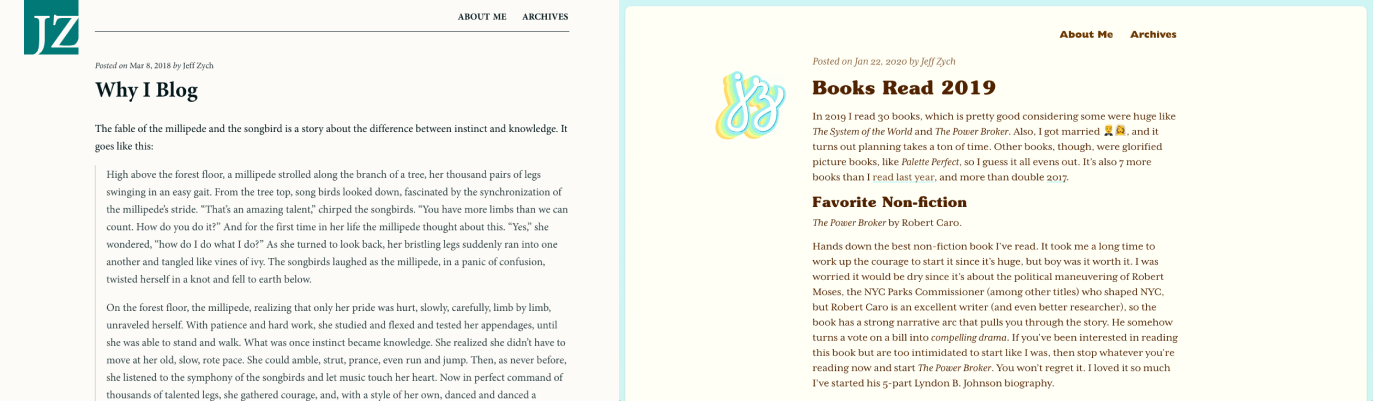 JZ
ABOUT ME ARCHIVES
Posted on Mar 8, 2018 by Jeff Zych
Why I Blog
The fable of the millipede and the songbird is a story about the difference between instinct and knowledge. It
goes like this:
High above the forest floor, a millipede strolled along the branch of a tree, her thousand pairs of legs
swinging in an easy gait. From the tree top, song birds looked down, fascinated by the synchronization of
the millipede’s stride. “That’s an amazing talent,” chirped the songbirds. “You have more limbs than we can
count. How do you do it?” And for the first time in her life the millipede thought about this. “Yes,” she
wondered, “how do I do what I do?” As she turned to look back, her bristling legs suddenly ran into one
another and tangled like vines of ivy. The songbirds laughed as the millipede, in a panic of confusion,
twisted herself in a knot and fell to earth below.
On the forest floor, the millipede, realizing that only her pride was hurt, slowly, carefully, limb by limb,
unraveled herself. With patience and hard work, she studied and flexed and tested her appendages, until
she was able to stand and walk. What was once instinct became knowledge. She realized she didn’t have to
move at her old, slow, rote pace. She could amble, strut, prance, even run and jump. Then, as never before,
she listened to the symphony of the songbirds and let music touch her heart. Now in perfect command of
thousands of talented legs, she gathered courage, and, with a style of her own, danced and danced a
About Me Archives
jz
Posted on Jan 22, 2020 by Jeff Zych
Books Read 2019
In 2019 I read 30 books, which is pretty good considering some were huge like
The System of the World and The Power Broker. Also, I got married 🤵👰, and it
turns out planning takes a ton of time. Other books, though, were glorified
picture books, like Palette Perfect, so I guess it all evens out. It’s also 7 more
books than I read last year, and more than double 2017.
Favorite Non-fiction
The Power Broker by Robert Caro.
Hands down the best non-fiction book I’ve read. It took me a long time to
work up the courage to start it since it’s huge, but boy was it worth it. I was
worried it would be dry since it’s about the political maneuvering of Robert
Moses, the NYC Parks Commissioner (among other titles) who shaped NYC,
but Robert Caro is an excellent writer (and even better researcher), so the
book has a strong narrative arc that pulls you through the story. He somehow
turns a vote on a bill into compelling drama. If you’ve been interested in reading
this book but are too intimidated to start like I was, then stop whatever you’re
reading now and start The Power Broker. You won’t regret it. I loved it so much
I’ve started his 5-part Lyndon B. Johnson biography.